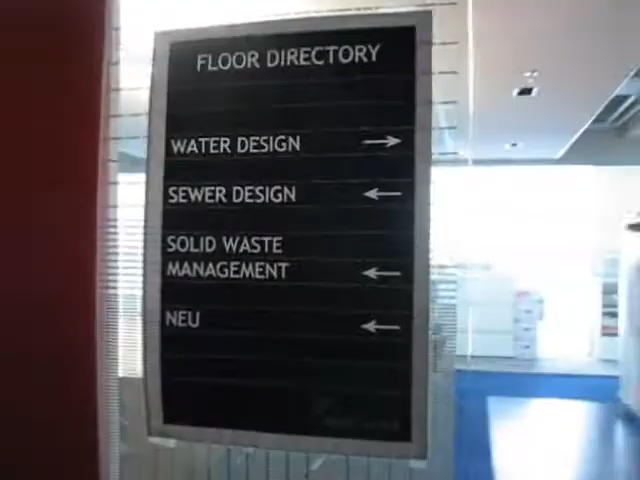 FLOOR DIRECTORY
WATER DESIGN →
SEWER DESIGN ←
SOLID WASTE
MANAGEMENT ←
NEU ←